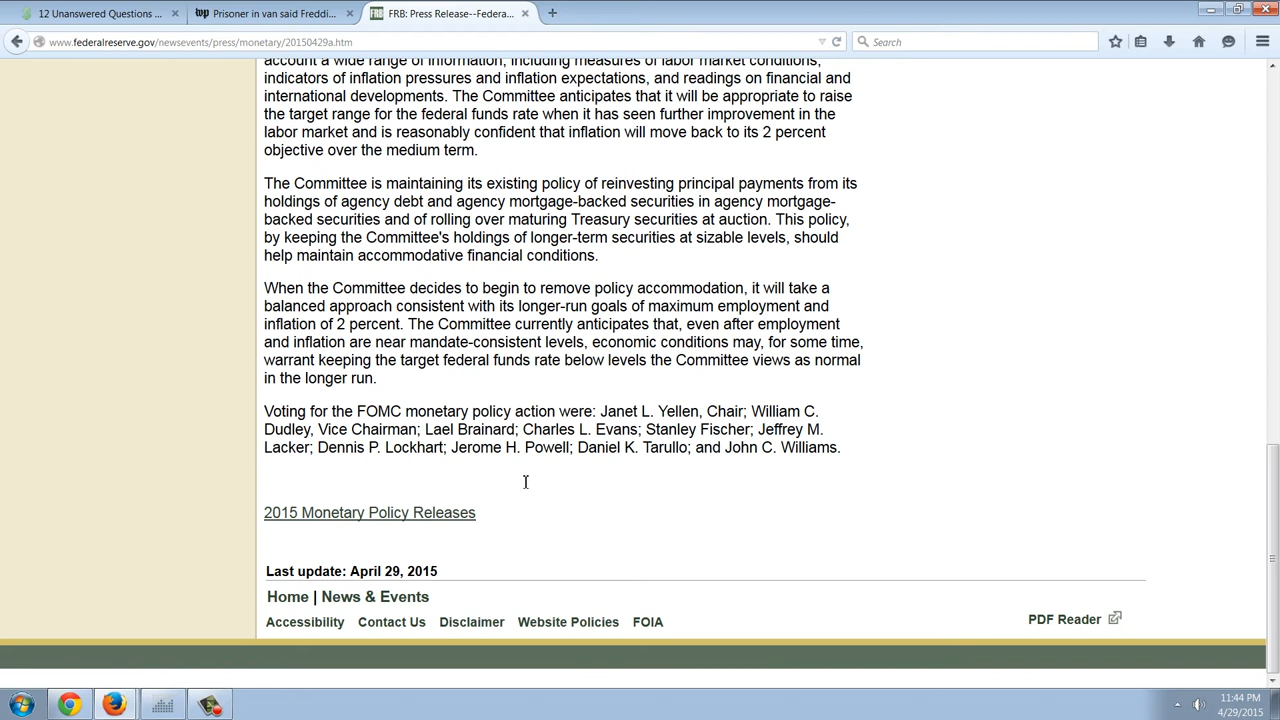 12 Unanswered Questions ...
Prisoner in van said Freddi...
FRB: Press Release--Federa...
www.federalreserve.gov/newsevents/press/monetary/20150429a.htm
Search
account a wide range of information, including measures of labor market conditions,
indicators of inflation pressures and inflation expectations, and readings on financial and
international developments. The Committee anticipates that it will be appropriate to raise
the target range for the federal funds rate when it has seen further improvement in the
labor market and is reasonably confident that inflation will move back to its 2 percent
objective over the medium term.
The Committee is maintaining its existing policy of reinvesting principal payments from its
holdings of agency debt and agency mortgage-backed securities in agency mortgage-
backed securities and of rolling over maturing Treasury securities at auction. This policy,
by keeping the Committee's holdings of longer-term securities at sizable levels, should
help maintain accommodative financial conditions.
When the Committee decides to begin to remove policy accommodation, it will take a
balanced approach consistent with its longer-run goals of maximum employment and
inflation of 2 percent. The Committee currently anticipates that, even after employment
and inflation are near mandate-consistent levels, economic conditions may, for some time,
warrant keeping the target federal funds rate below levels the Committee views as normal
in the longer run.
Voting for the FOMC monetary policy action were: Janet L. Yellen, Chair; William C.
Dudley, Vice Chairman; Lael Brainard; Charles L. Evans; Stanley Fischer; Jeffrey M.
Lacker; Dennis P. Lockhart; Jerome H. Powell; Daniel K. Tarullo; and John C. Williams.
2015 Monetary Policy Releases
Last update: April 29, 2015
Home | News & Events
Accessibility Contact Us Disclaimer Website Policies FOIA
PDF Reader
11:44 PM
4/29/2015